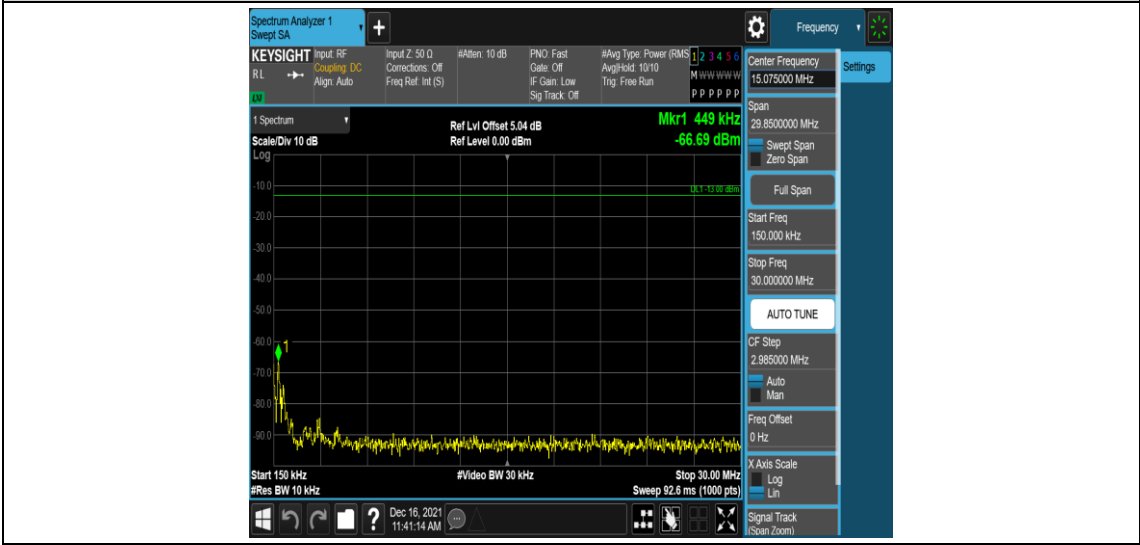 Spectrum Analyzer 1
Swept SA
+
Frequency
KEYSIGHT
RL
LM
Input: RF
Coupling: DC
Align: Auto
Input Z: 50 Ω
Corrections: Off
Freq Ref: Int (S)
#Atten: 10 dB
PNO: Fast
Gate: Off
IF Gain: Low
Sig Track: Off
#Avg Type: Power (RMS
Avg|Hold: 10/10
Trig: Free Run
1 2 3 4 5 6
M W W W W W
P P P P P P
1 Spectrum
Scale/Div 10 dB
Log
Ref Lvl Offset 5.04 dB
Ref Level 0.00 dBm
Mkr1 449 kHz
-66.69 dBm
DL1 -13.00 dBm
-10.0
-20.0
-30.0
-40.0
-50.0
-60.0
1
-70.0
-80.0
-90.0
Start 150 kHz
#Res BW 10 kHz
#Video BW 30 kHz
Stop 30.00 MHz
Sweep 92.6 ms (1000 pts)
?
Dec 16, 2021
11:41:14 AM
Center Frequency
15.075000 MHz
Settings
Span
29.8500000 MHz
Swept Span
Zero Span
Full Span
Start Freq
150.000 kHz
Stop Freq
30.000000 MHz
AUTO TUNE
CF Step
2.985000 MHz
Auto
Man
Freq Offset
0 Hz
X Axis Scale
Log
Lin
Signal Track
(Span Zoom)